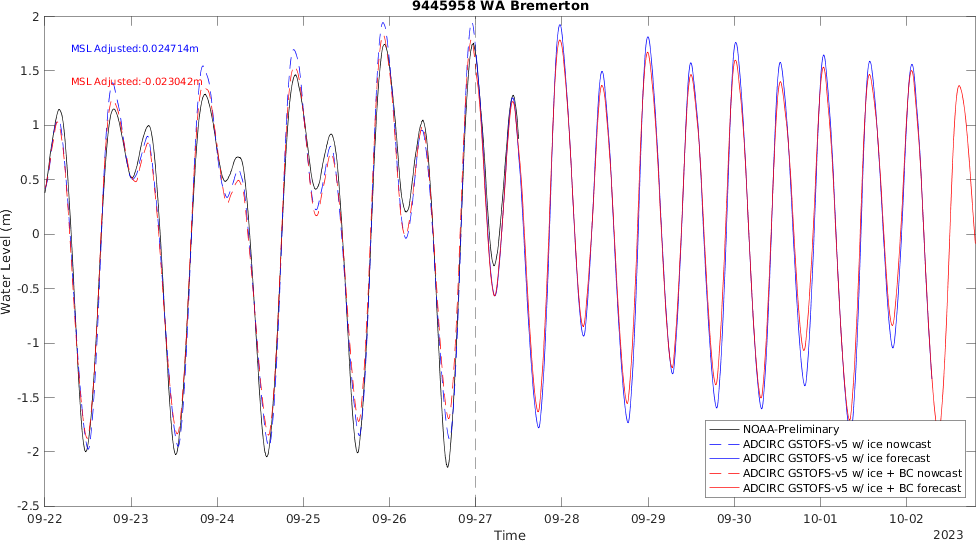 9445958 WA Bremerton
MSL Adjusted:0.024714m
MSL Adjusted:-0.023042m
2
1.5
1
0.5
0
-0.5
-1
-1.5
-2
-2.5
Water Level (m)
NOAA-Preliminary
ADCIRC GSTOFS-v5 w/ ice nowcast
ADCIRC GSTOFS-v5 w/ ice forecast
ADCIRC GSTOFS-v5 w/ ice + BC nowcast
ADCIRC GSTOFS-v5 w/ ice + BC forecast
09-22 09-23 09-24 09-25 09-26 09-27 09-28 09-29 09-30 10-01 10-02
Time
2023